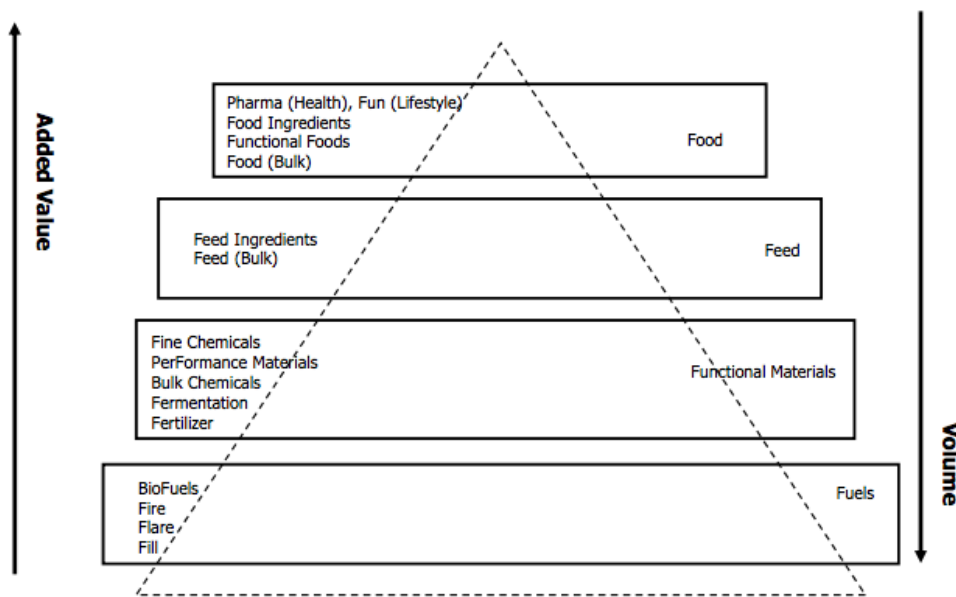 Added Value
Pharma (Health), Fun (Lifestyle)
Food Ingredients
Functional Foods
Food (Bulk)
Food
Feed Ingredients
Feed (Bulk)
Feed
Fine Chemicals
PerFormance Materials
Bulk Chemicals
Fermentation
Fertilizer
Functional Materials
BioFuels
Fire
Flare
Fill
Fuels
Volume